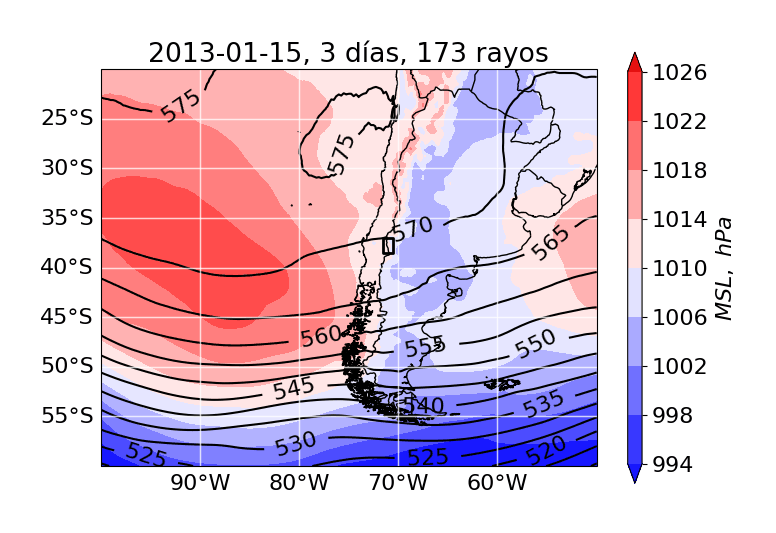 2013-01-15, 3 días, 173 rayos
25°S
30°S
35°S
40°S
45°S
50°S
55°S
90°W
80°W
70°W
60°W
575
575
570
565
560
555
550
545
540
535
530
525
525
520
1026
1022
1018
1014
1010
1006
1002
998
994
MSL, hPa